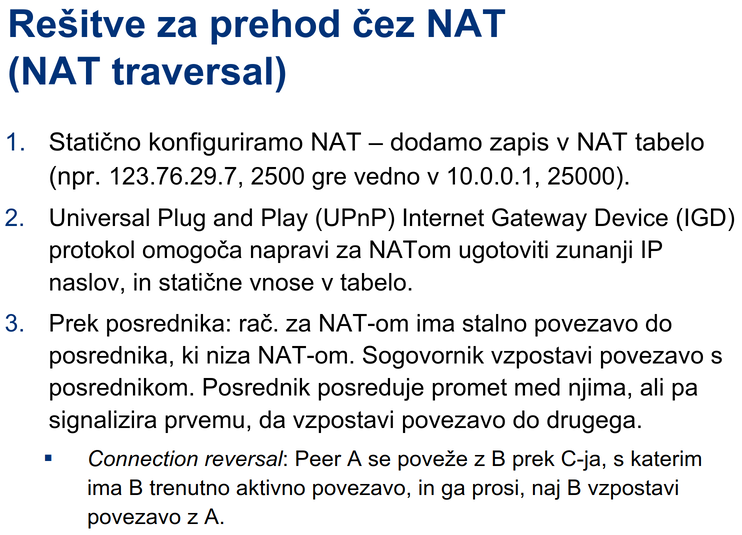 Rešitve za prehod čez NAT
(NAT traversal)
1. Statično konfiguriramo NAT – dodamo zapis v NAT tabelo
(npr. 123.76.29.7, 2500 gre vedno v 10.0.0.1, 25000).
2. Universal Plug and Play (UPnP) Internet Gateway Device (IGD)
protokol omogoča napravi za NATom ugotoviti zunanji IP
naslov, in statične vnose v tabelo.
3. Prek posrednika: rač. za NAT-om ima stalno povezavo do
posrednika, ki niza NAT-om. Sogovornik vzpostavi povezavo s
posrednikom. Posrednik posreduje promet med njima, ali pa
signalizira prvemu, da vzpostavi povezavo do drugega.
▪ Connection reversal: Peer A se poveže z B prek C-ja, s katerim
ima B trenutno aktivno povezavo, in ga prosi, naj B vzpostavi
povezavo z A.